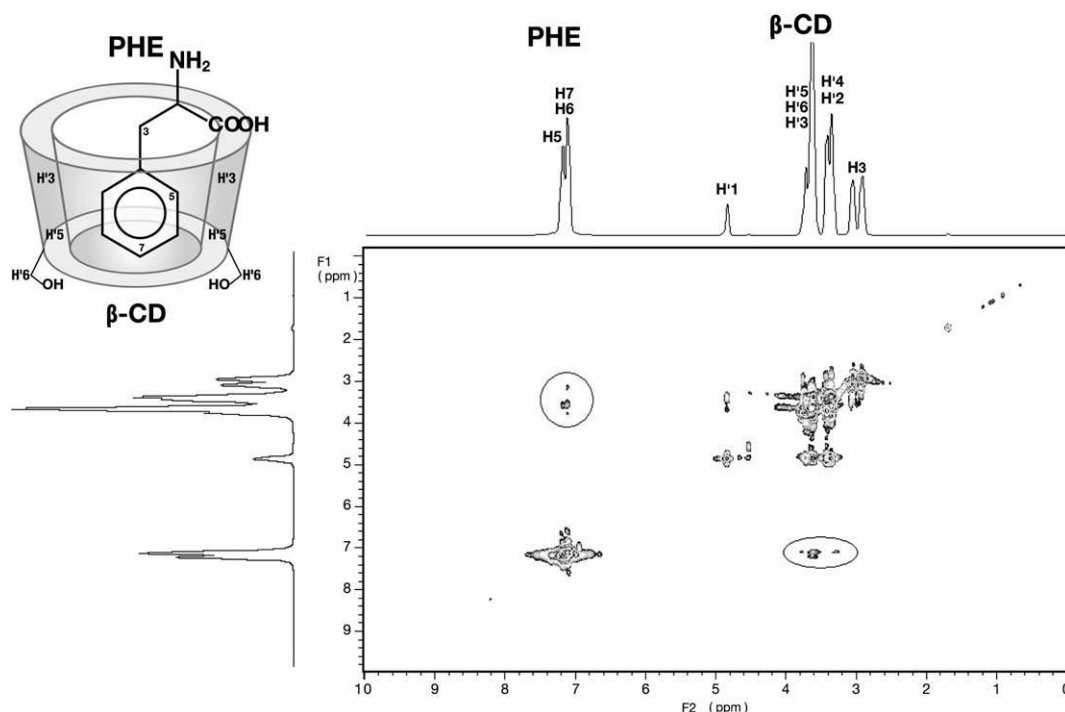 PHE
NH₂
COOH
3
H'3
H'3
5
7
H'5
H'5
H'6
OH
HO
H'6
β-CD
PHE
β-CD
H7
H6
H5
H'1
H'5
H'6
H'3
H'4
H'2
H3
F1
(ppm)
1
2
3
4
5
6
7
8
9
10 9 8 7 6 5 4 3 2 1 0
F2 (ppm)